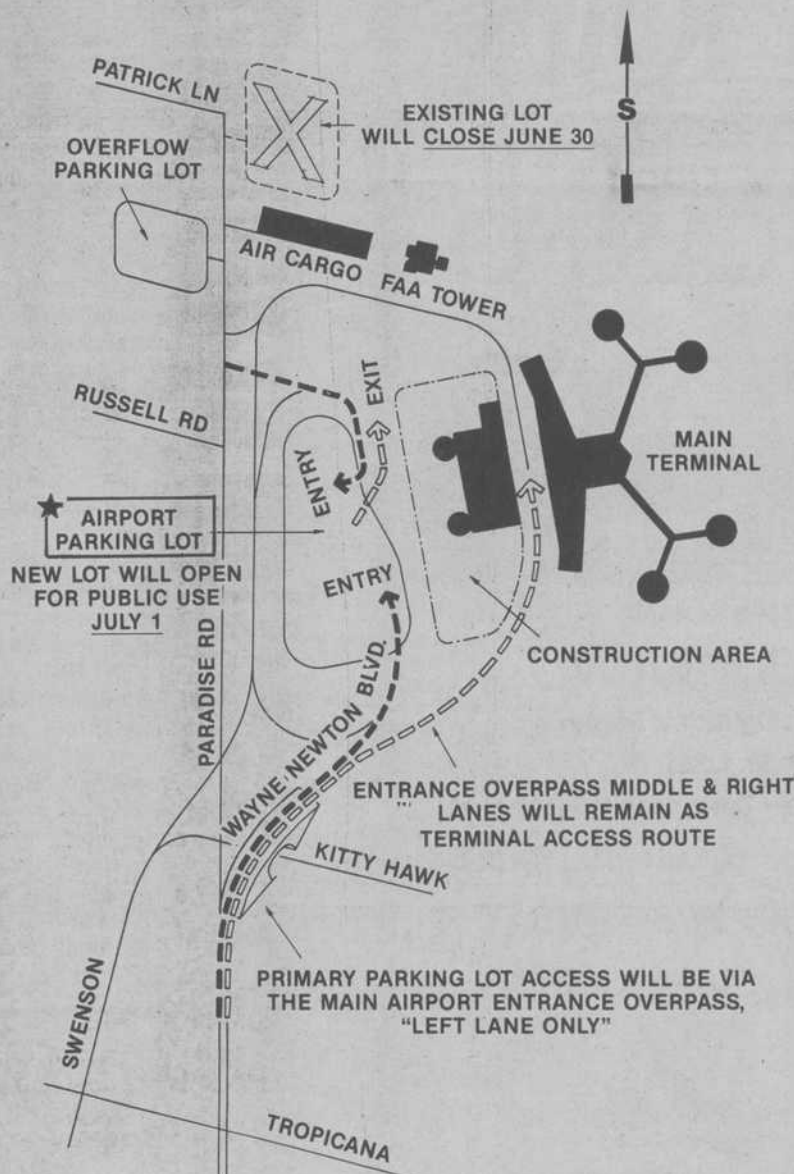 PATRICK LN
EXISTING LOT
WILL CLOSE JUNE 30
S
OVERFLOW
PARKING LOT
AIR CARGO
FAA TOWER
RUSSELL RD
EXIT
ENTRY
MAIN
TERMINAL
AIRPORT
PARKING LOT
NEW LOT WILL OPEN
FOR PUBLIC USE
JULY 1
ENTRY
CONSTRUCTION AREA
PARADISE RD
WAYNE NEWTON BLVD.
ENTRANCE OVERPASS MIDDLE & RIGHT
LANES WILL REMAIN AS
TERMINAL ACCESS ROUTE
KITTY HAWK
PRIMARY PARKING LOT ACCESS WILL BE VIA
THE MAIN AIRPORT ENTRANCE OVERPASS,
"LEFT LANE ONLY"
SWENSON
TROPICANA